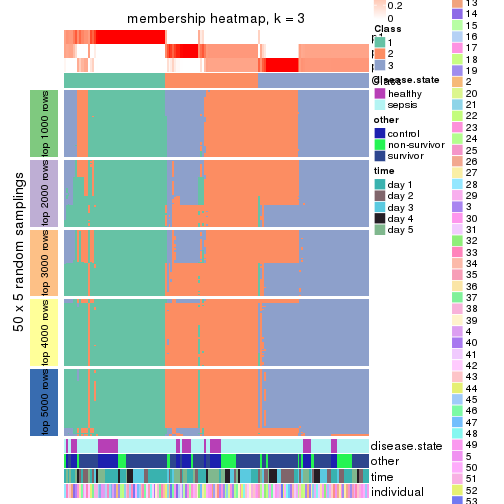 membership heatmap, k = 3
50 x 5 random samplings
top 1000 rows
top 2000 rows
top 3000 rows
top 4000 rows
top 5000 rows
disease.state
other
time
individual
0.2
0
Class
1
2
3
disease.state
healthy
sepsis
other
control
non-survivor
survivor
time
day 1
day 2
day 3
day 4
day 5
13
14
15
16
17
18
19
2
20
21
22
23
24
25
26
27
28
29
3
30
31
32
33
34
35
36
37
38
39
4
40
41
42
43
44
45
46
47
48
49
5
50
51
52
53